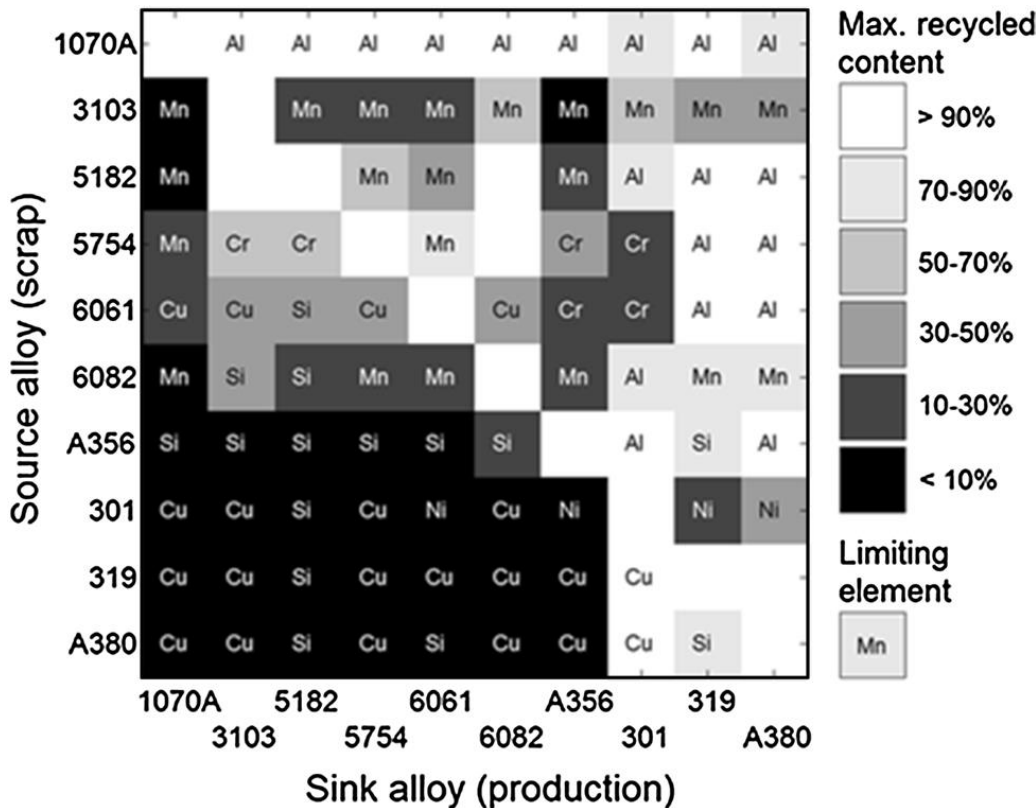 1070A Al Al Al Al Al Al Al Al Al
3103 Mn Mn Mn Mn Mn Mn Mn Mn Mn
5182 Mn Mn Mn Mn Al Al Al
5754 Mn Cr Cr Mn Cr Cr Al Al
6061 Cu Cu Si Cu Cu Cr Cr Al Al
6082 Mn Si Si Mn Mn Mn Al Mn Mn
A356 Si Si Si Si Si Si Al Si Al
301 Cu Cu Si Cu Ni Cu Ni Ni Ni
319 Cu Cu Si Cu Cu Cu Cu Cu
A380 Cu Cu Si Cu Si Cu Cu Cu Si
Source alloy (scrap)
1070A 5182 6061 A356 319
3103 5754 6082 301 A380
Sink alloy (production)
Max. recycled
content
> 90%
70-90%
50-70%
30-50%
10-30%
< 10%
Limiting
element
Mn